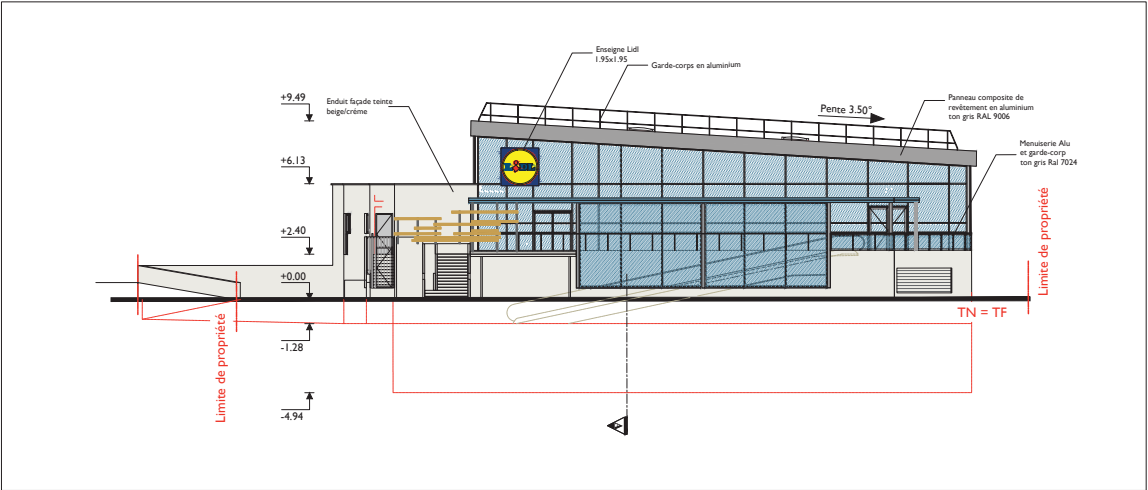 Enseigne Lidl
1.95x1.95
Garde-corps en aluminium
+9.49
Enduit façade teinte
beige/crème
Pente 3.50°
Panneau composite de
revêtement en aluminium
ton gris RAL 9006
Menuiserie Alu
et garde-corp
ton gris Ral 7024
+6.13
LIDL
+2.40
+0.00
Limite de propriété
TN = TF
Limite de propriété
-1.28
-4.94